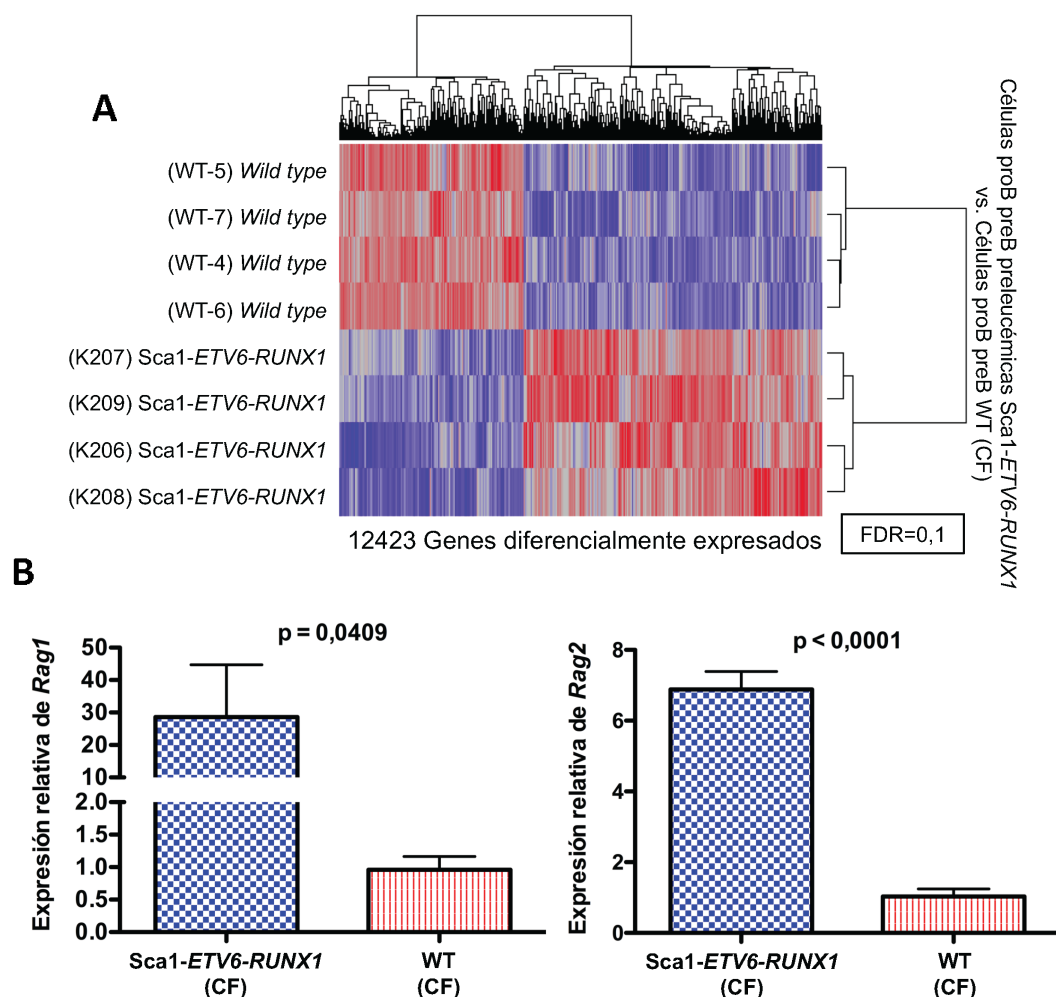 A
(WT-5) Wild type
(WT-7) Wild type
(WT-4) Wild type
(WT-6) Wild type
(K207) Sca1-ETV6-RUNX1
(K209) Sca1-ETV6-RUNX1
(K206) Sca1-ETV6-RUNX1
(K208) Sca1-ETV6-RUNX1
12423 Genes diferencialmente expresados
FDR=0,1
Células proB preB preleucémicas Sca1-ETV6-RUNX1
vs. Células proB preB WT (CF)
B
Expresión relativa de Rag1
p = 0,0409
50
40
30
20
10
2.0
1.5
1.0
0.5
0.0
Sca1-ETV6-RUNX1
(CF)
WT
(CF)
Expresión relativa de Rag2
p < 0,0001
8
6
4
2
0
Sca1-ETV6-RUNX1
(CF)
WT
(CF)